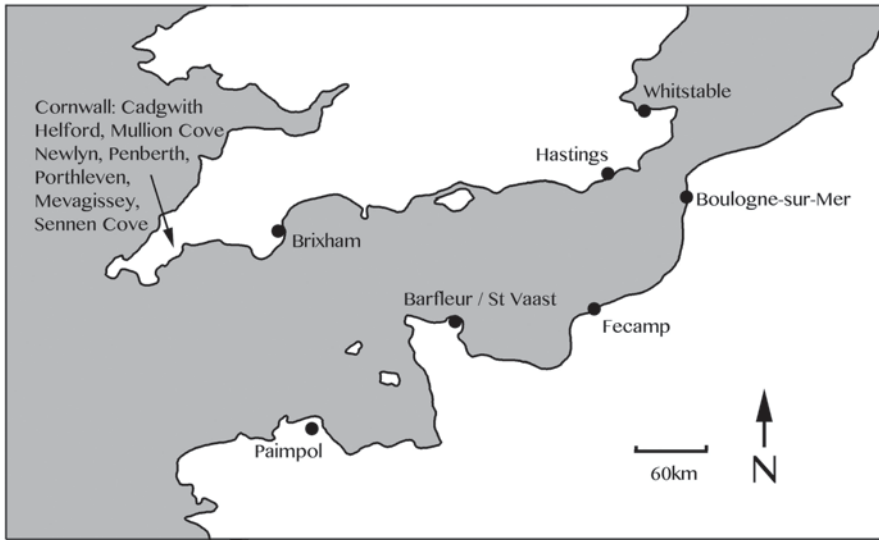 Cornwall: Cadgwith
Helford, Mullion Cove
Newlyn, Penberth,
Porthleven,
Mevagissey,
Sennen Cove
Brixham
Whitstable
Hastings
Boulogne-sur-Mer
Barfleur / St Vaast
Fecamp
Paimpol
60km
N